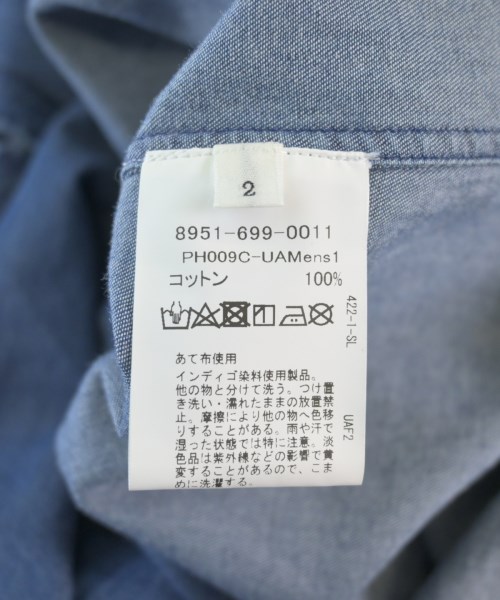 2
8951-699-0011
PH009C-UAMens1
コットン 100%
422-1-SL
あて布使用
インディゴ染料使用製品。
他の物と分けて洗う。つけ置
き洗い・濡れたままの放置禁
止。摩擦により他の物へ色移
りすることがある。雨や汗で
湿った状態では特に注意。淡
色品は紫外線などの影響で黄
変することがあるので、こま
めに洗濯する。
UAF2